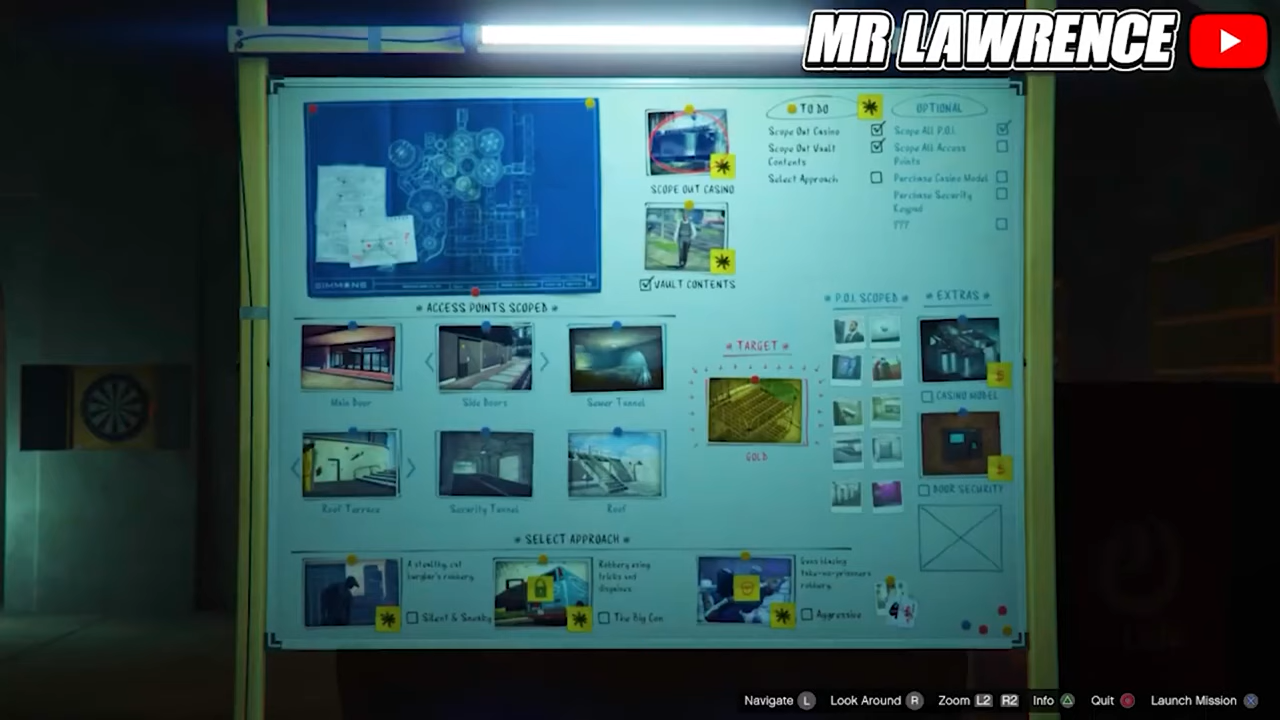 MR LAWRENCE
TO DO
Scope Out Casino
Scope Out Vault
Contents
Select Approach
OPTIONAL
Scope All P.O.I.
Scope All Access
Points
Purchase Casino Model
Purchase Security
Keypad
???
SCOPE OUT CASINO
VAULT CONTENTS
DIMMENS
* ACCESS POINTS SCOPED *
Main Door
Side Doors
Sewer Tunnel
Roof Terrace
Security Tunnel
Roof
* TARGET *
GOLD
* P.O.I. SCOPED *
* EXTRAS *
$
CASINO MODEL
$
DOOR SECURITY
* SELECT APPROACH *
A stealthy, cat
burglar's robbery.
Silent & Sneaky
Robbery using
tricks and
disguises.
The Big Con
Guns blazing
take-no-prisoners
robbery.
Aggressive
Navigate L Look Around R Zoom L2 R2 Info Quit Launch Mission